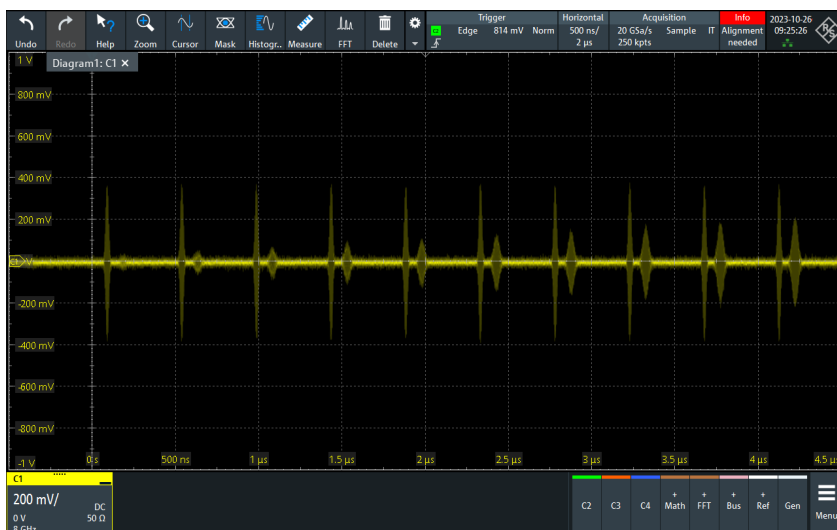 Undo
Redo
Help
Zoom
Cursor
Mask
Histogr..
Measure
FFT
Delete
Trigger
Edge 814 mV Norm
Horizontal
500 ns/
2 µs
Acquisition
20 GSa/s Sample IT
250 kpts
Info
Alignment
needed
2023-10-26
09:25:26
R S
Diagram1: C1 ×
1 V
800 mV
600 mV
400 mV
200 mV
C1
V
-200 mV
-400 mV
-600 mV
-800 mV
-1 V
0 s
500 ns
1 µs
1.5 µs
2 µs
2.5 µs
3 µs
3.5 µs
4 µs
4.5 µs
C1
200 mV/
DC
0 V
50 Ω
8 GHz
C2
C3
C4
+
Math
+
FFT
+
Bus
+
Ref
Gen
Menu